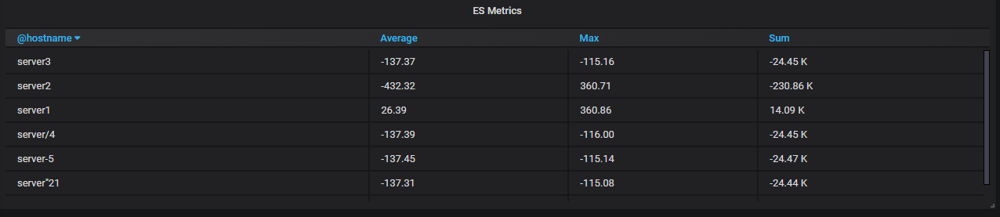 ES Metrics
@hostname Average Max Sum
server3 -137.37 -115.16 -24.45 K
server2 -432.32 360.71 -230.86 K
server1 26.39 360.86 14.09 K
server/4 -137.39 -116.00 -24.45 K
server-5 -137.45 -115.14 -24.47 K
server"21 -137.31 -115.08 -24.44 K